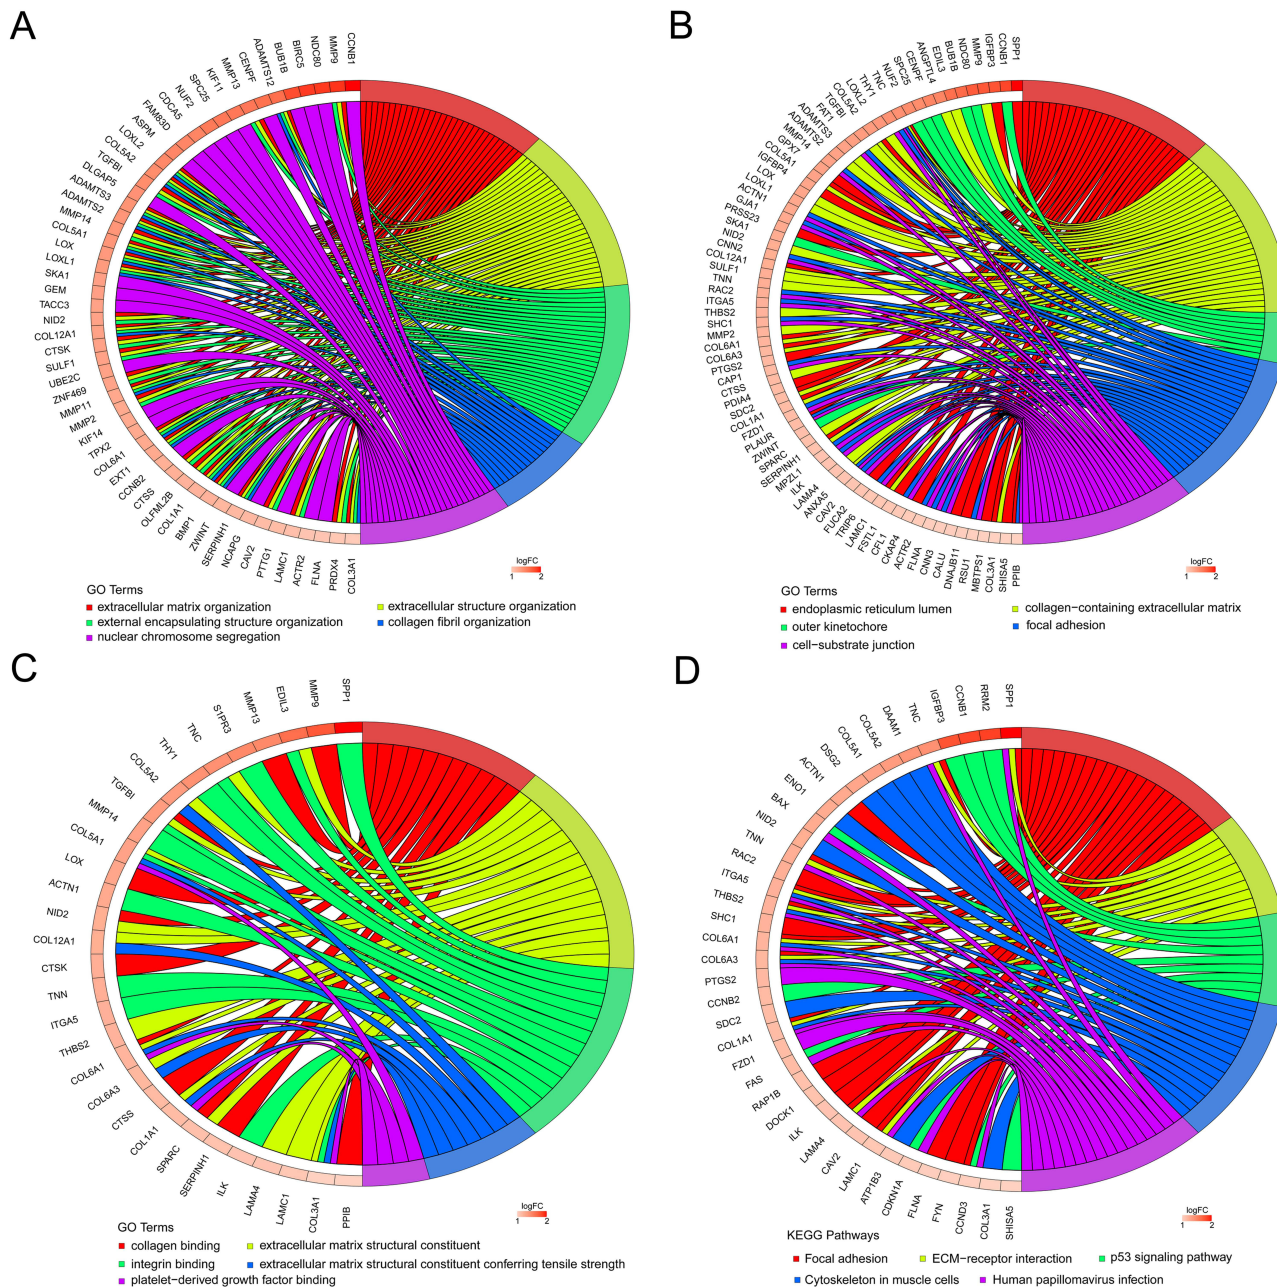 A
CCNB1
MMP9
NDC80
BIRC5
BUB1B
ADAMTS12
CENPF
MMP13
KIF11
SPC25
NUF2
CDCA5
FAM83D
ASPM
LOXL2
COL5A2
TGFBI
DLGAP5
ADAMTS3
ADAMTS2
MMP14
COL5A1
LOX
LOXL1
SKA1
GEM
TACC3
NID2
COL12A1
CTSK
SULF1
UBE2C
ZNF469
MMP11
MMP2
KIF14
TPX2
COL6A1
EXT1
CCNB2
CTSS
OLFML2B
COL1A1
BMP1
ZWINT
SERPINH1
NCAPG
CAV2
PTTG1
LAMC1
ACTR2
FLNA
PRDX4
COL3A1
logFC
1 2
GO Terms
extracellular matrix organization
extracellular structure organization
external encapsulating structure organization
collagen fibril organization
nuclear chromosome segregation
B
SPP1
CCNB1
IGFBP3
MMP9
NDC80
BUB1B
EDIL3
ANGPTL4
CENPF
SPC25
NUF2
TNC
THY1
LOXL2
COL5A2
TGFBI
FAT1
ADAMTS3
ADAMTS2
MMP14
GPX7
COL5A1
IGFBP4
LOX
LOXL1
ACTN1
GJA1
PRSS23
SKA1
NID2
CNN2
COL12A1
SULF1
TNN
RAC2
ITGA5
THBS2
SHC1
MMP2
COL6A1
COL6A3
PTGS2
CAP1
CTSS
PDIA4
SDC2
COL1A1
FZD1
PLAUR
ZWINT
SPARC
SERPINH1
MPZL1
ILK
LAMA4
ANXA5
CAV2
FUCA2
TRIP6
LAMC1
FSTL1
CFL1
CKAP4
ACTR2
FLNA
CNN3
CALU
DNAJB11
RSU1
MBTPS1
COL3A1
SHISA5
PPIB
logFC
1 2
GO Terms
endoplasmic reticulum lumen
collagen−containing extracellular matrix
outer kinetochore
focal adhesion
cell−substrate junction
C
SPP1
MMP9
EDIL3
MMP13
S1PR3
TNC
THY1
COL5A2
TGFBI
MMP14
COL5A1
LOX
ACTN1
NID2
COL12A1
CTSK
TNN
ITGA5
THBS2
COL6A1
COL6A3
CTSS
COL1A1
SPARC
SERPINH1
ILK
LAMA4
LAMC1
COL3A1
PPIB
logFC
1 2
GO Terms
collagen binding
extracellular matrix structural constituent
integrin binding
extracellular matrix structural constituent conferring tensile strength
platelet−derived growth factor binding
D
SPP1
RRM2
CCNB1
IGFBP3
TNC
DAAM1
COL5A2
COL5A1
DSG2
ACTN1
ENO1
BAX
NID2
TNN
RAC2
ITGA5
THBS2
SHC1
COL6A1
COL6A3
PTGS2
CCNB2
SDC2
COL1A1
FZD1
FAS
RAP1B
DOCK1
ILK
LAMA4
CAV2
LAMC1
ATP1B3
CDKN1A
FLNA
FYN
CCND3
COL3A1
SHISA5
logFC
1 2
KEGG Pathways
Focal adhesion
ECM−receptor interaction
p53 signaling pathway
Cytoskeleton in muscle cells
Human papillomavirus infection